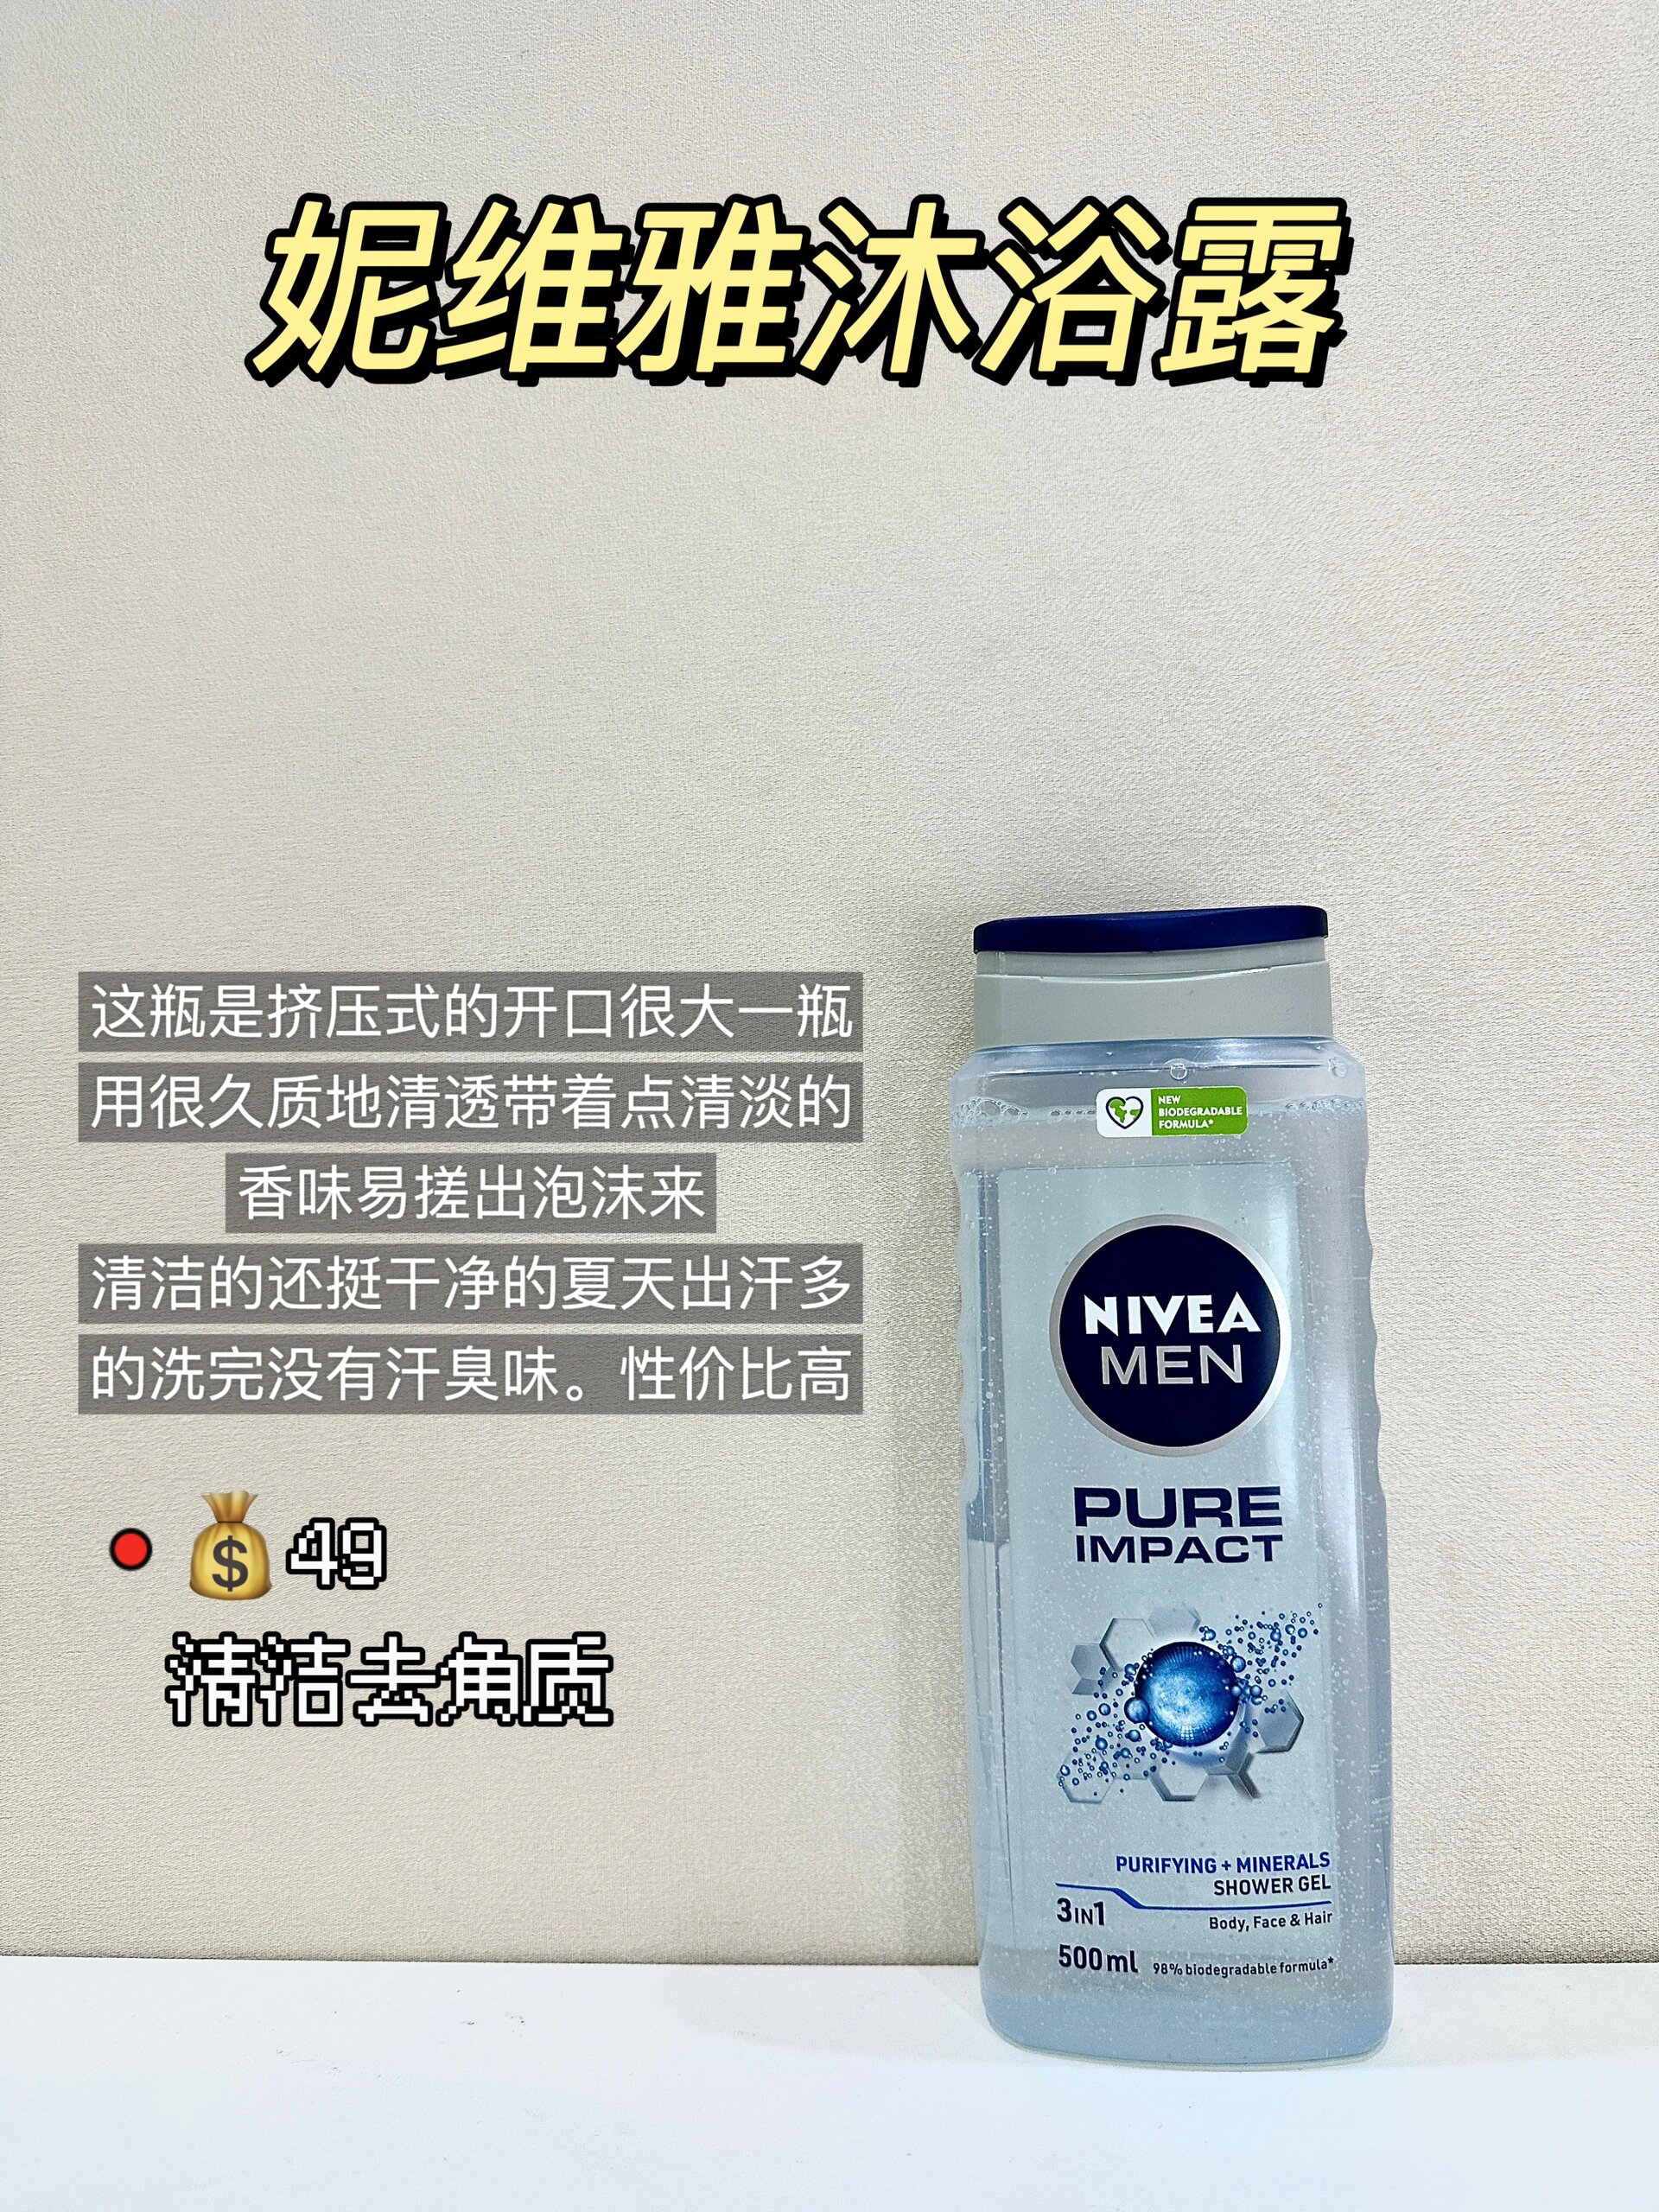 妮维雅沐浴露
这瓶是挤压式的开口很大一瓶
用很久质地清透带着点清淡的
香味易搓出泡沫来
清洁的还挺干净的夏天出汗多
的洗完没有汗臭味。性价比高
💰49
清洁去角质
NEW
BIODEGRADABLE
FORMULA*
NIVEA
MEN
PURE
IMPACT
PURIFYING + MINERALS
SHOWER GEL
3IN1
Body, Face & Hair
500ml 98% biodegradable formula*